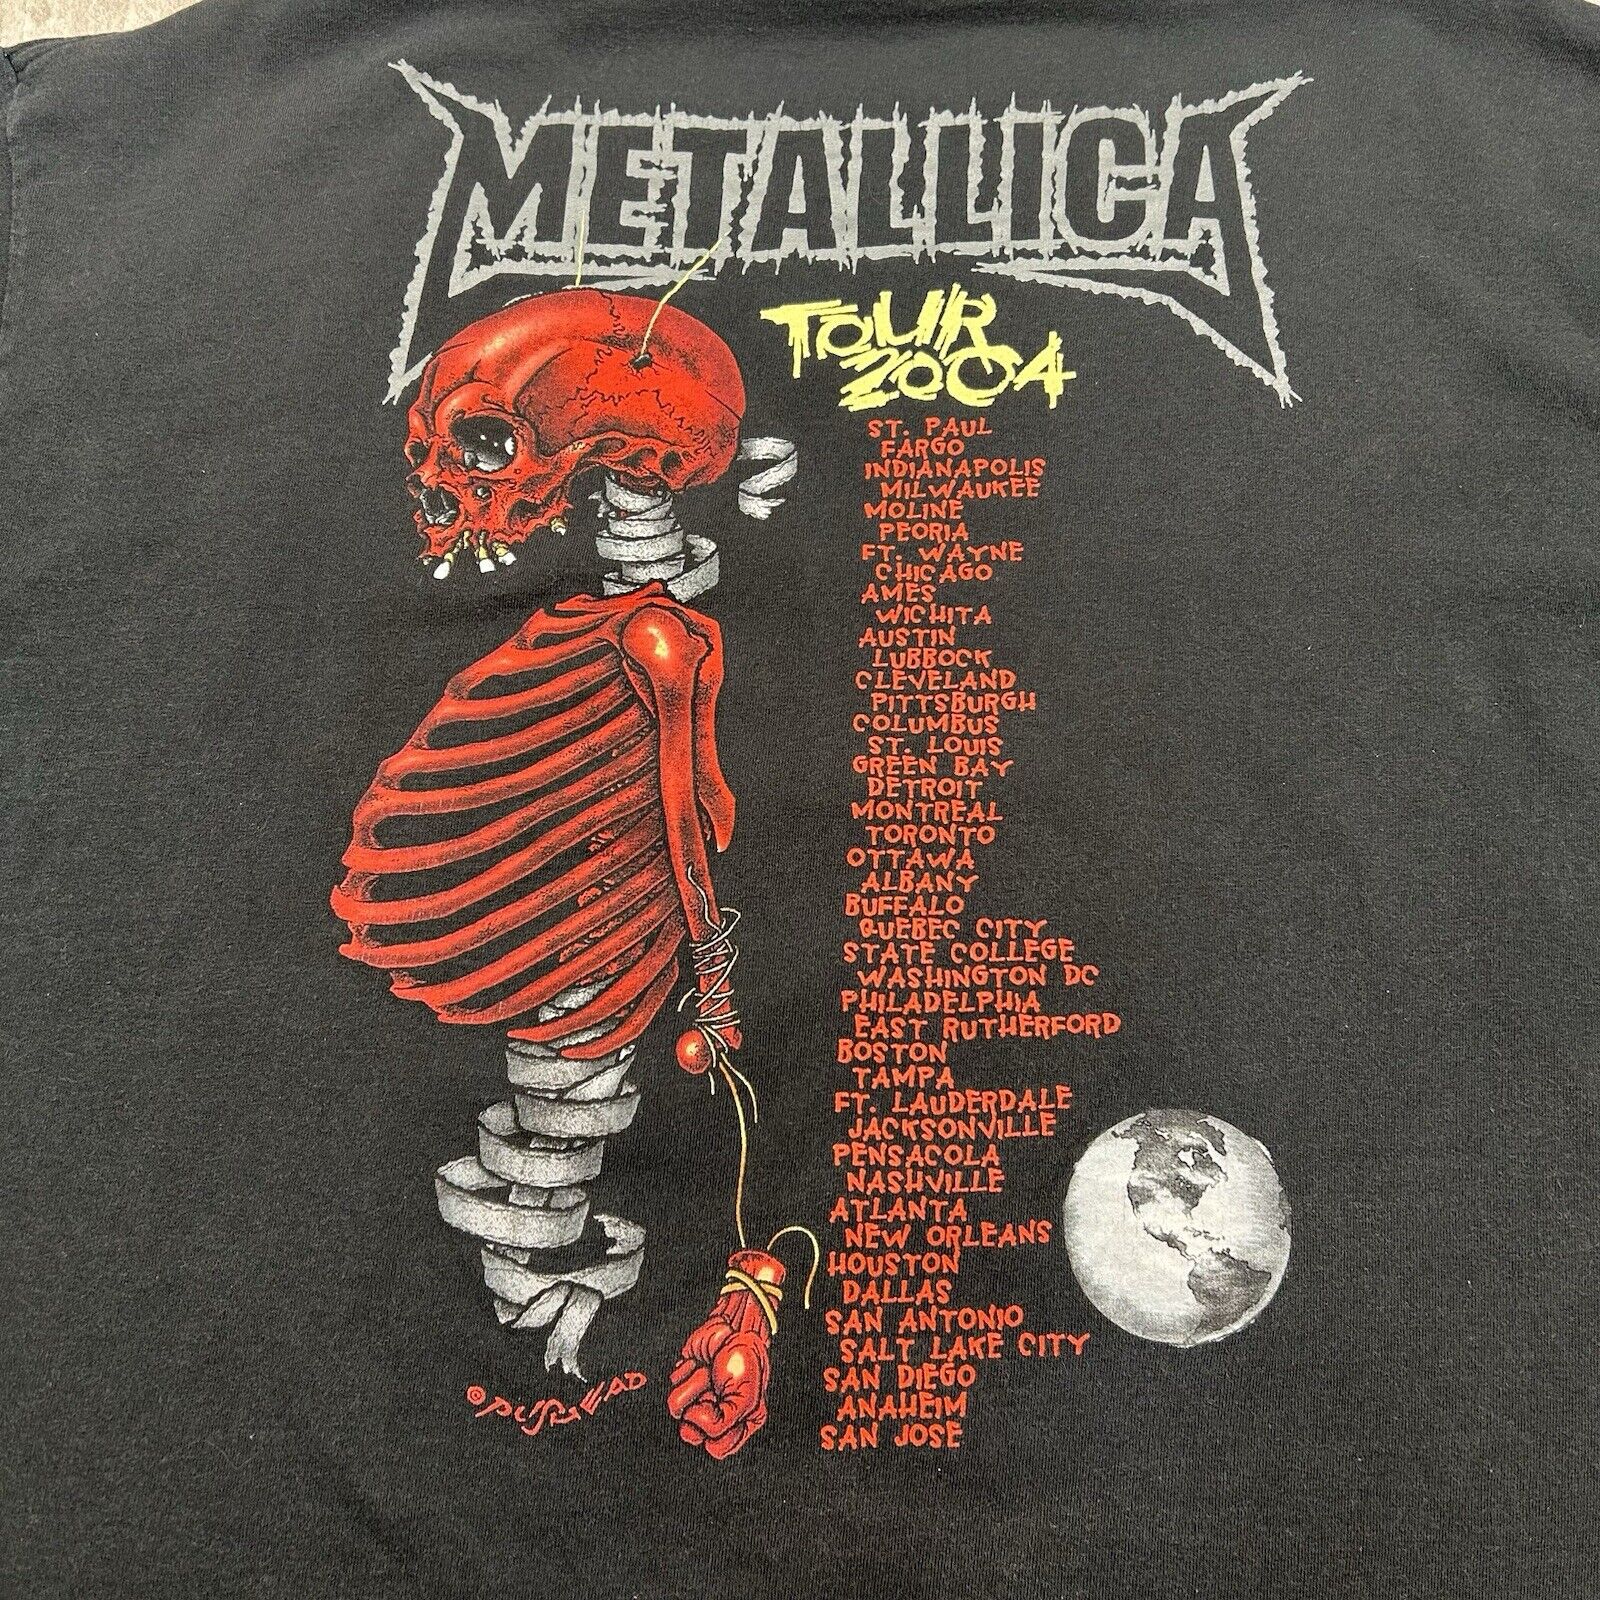 METALLICA
TOUR
2004
ST. PAUL
FARGO
INDIANAPOLIS
MILWAUKEE
MOLINE
PEORIA
FT. WAYNE
CHICAGO
AMES
WICHITA
AUSTIN
LUBBOCK
CLEVELAND
PITTSBURGH
COLUMBUS
ST. LOUIS
GREEN BAY
DETROIT
MONTREAL
TORONTO
OTTAWA
ALBANY
BUFFALO
QUEBEC CITY
STATE COLLEGE
WASHINGTON DC
PHILADELPHIA
EAST RUTHERFORD
BOSTON
TAMPA
FT. LAUDERDALE
JACKSONVILLE
PENSACOLA
NASHVILLE
ATLANTA
NEW ORLEANS
HOUSTON
DALLAS
SAN ANTONIO
SALT LAKE CITY
SAN DIEGO
ANAHEIM
SAN JOSE
© PUSHEAD